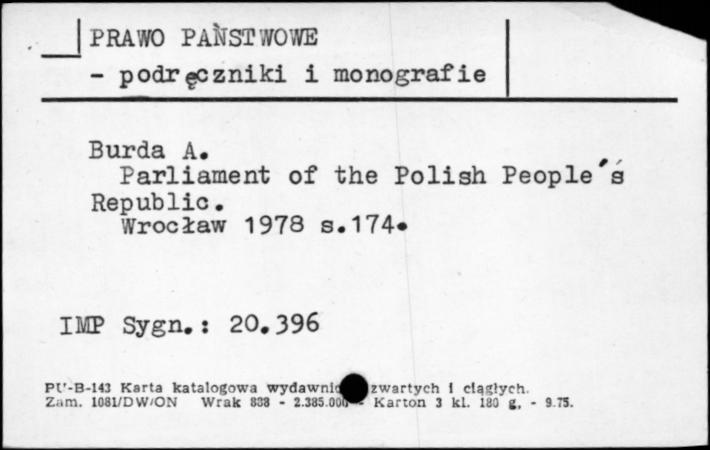 PRAWO PAŃSTWOWE
- podręczniki i monografie
Burda A.
Parliament of the Polish People's
Republic.
Wrocław 1978 s.174.
IMP Sygn.: 20.396
PU-B-143 Karta katalogowa zwartych i ciągłych.
Zam. 1081/DW/ON Wrak 838 - 2.385.000 - Karton 3 kl. 180 g. - 9.75.